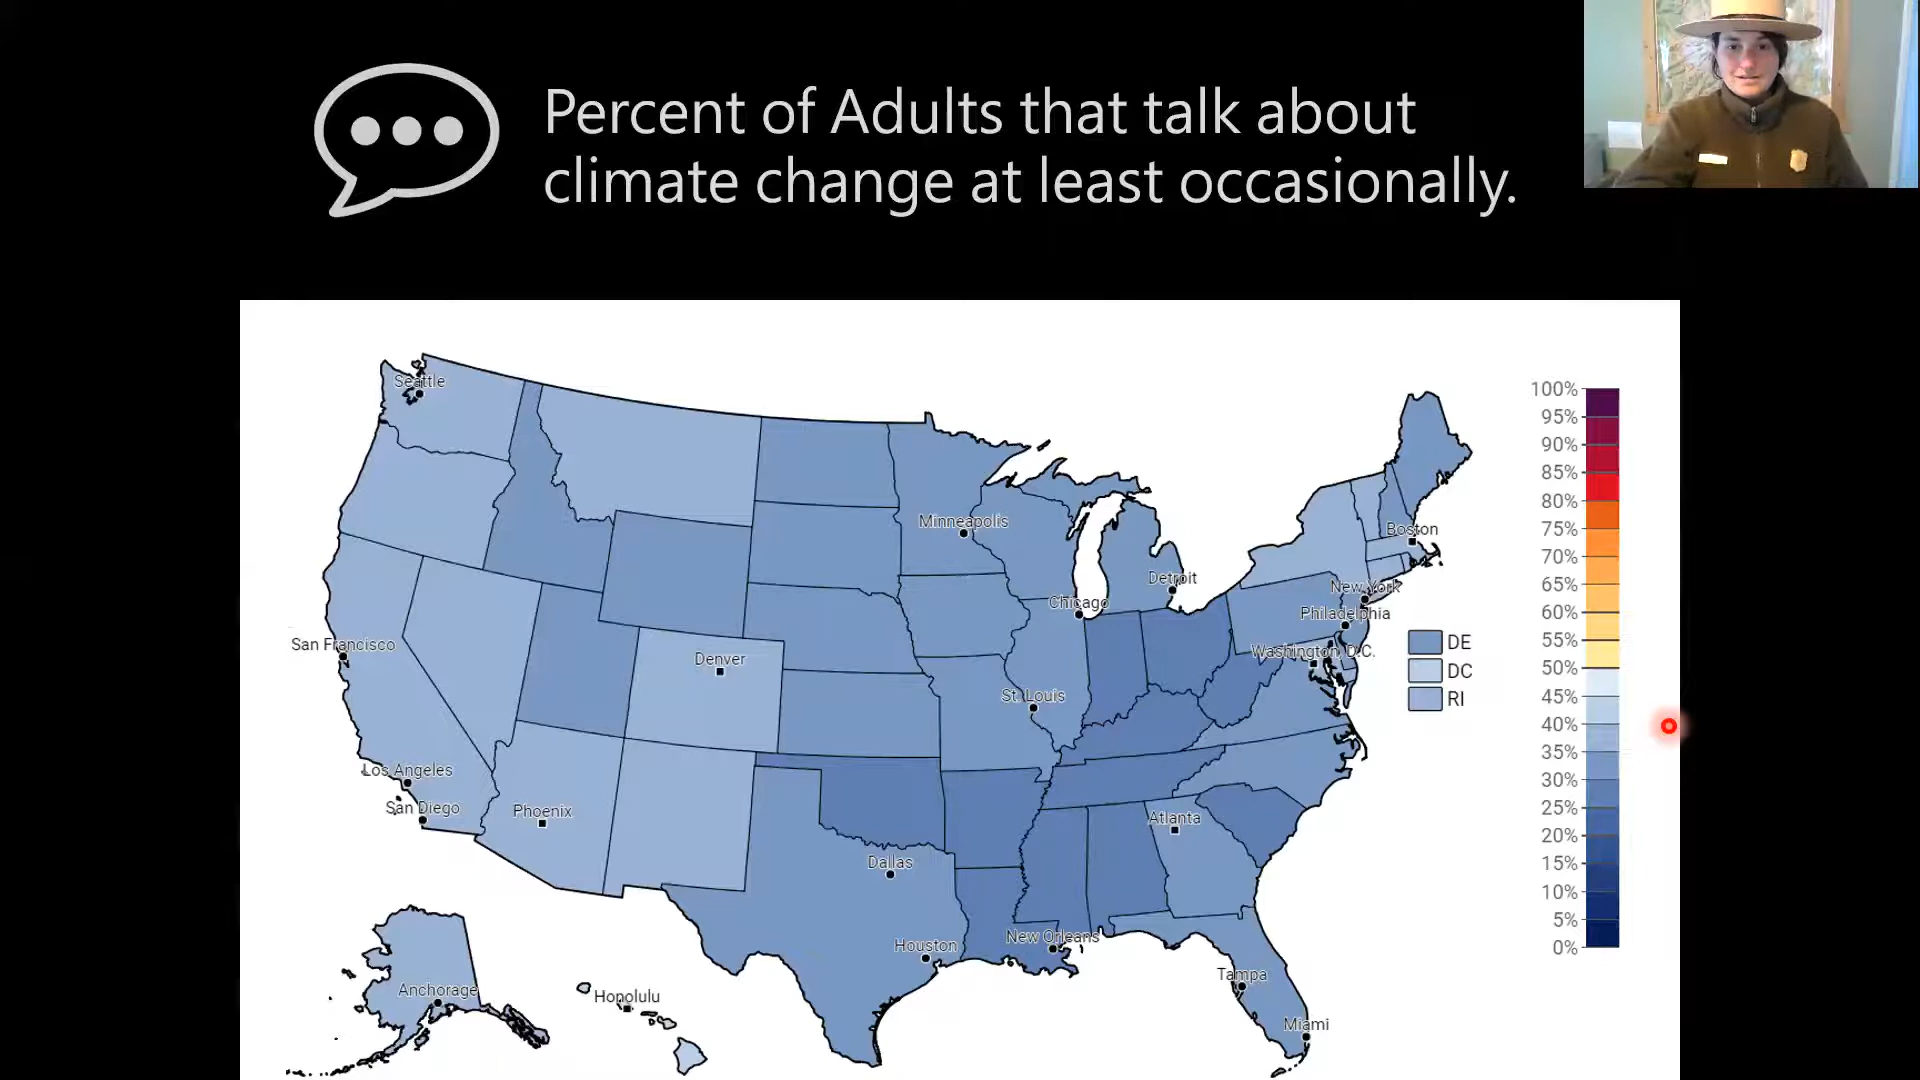 Percent of Adults that talk about
climate change at least occasionally.
Seattle
Minneapolis
Boston
Detroit
New York
Chicago
Philadelphia
San Francisco
Denver
Washington, D.C.
St. Louis
Los Angeles
San Diego
Phoenix
Atlanta
Dallas
New Orleans
Houston
Tampa
Anchorage
Honolulu
Miami
DE
DC
RI
100%
95%
90%
85%
80%
75%
70%
65%
60%
55%
50%
45%
40%
35%
30%
25%
20%
15%
10%
5%
0%